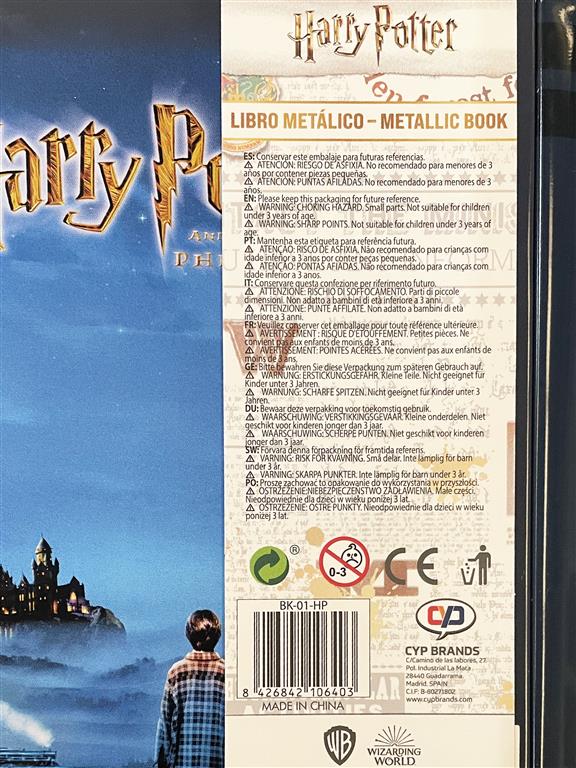 Harry Potter
LIBRO METÁLICO – METALLIC BOOK
ES: Conservar este embalaje para futuras referencias.
⚠ ATENCIÓN: RIESGO DE ASFIXIA. No recomendado para menores de 3
años por contener piezas pequeñas.
⚠ ATENCIÓN: PUNTAS AFILADAS. No recomendado para menores de 3
años.
EN: Please keep this packaging for future reference.
⚠ WARNING: CHOKING HAZARD. Small parts. Not suitable for children
under 3 years of age.
⚠ WARNING: SHARP POINTS. Not suitable for children under 3 years of
age.
PT: Mantenha esta etiqueta para referência futura.
⚠ ATENÇÃO: RISCO DE ASFIXIA. Não recomendado para crianças com
idade inferior a 3 anos por conter peças pequenas.
⚠ ATENÇÃO: PONTAS AFIADAS. Não recomendado para crianças com
idade inferior a 3 anos.
IT: Conservare questa confezione per riferimento futuro.
⚠ ATTENZIONE: RISCHIO DI SOFFOCAMENTO. Parti di piccole
dimensioni. Non adatto a bambini di età inferiore a 3 anni.
⚠ ATTENZIONE: PUNTE AFFILATE. Non adatto a bambini di età
inferiore a 3 anni.
FR: Veuillez conserver cet emballage pour toute référence ultérieure.
⚠ AVERTISSEMENT : RISQUE D'ÉTOUFFEMENT. Petites pièces. Ne
convient pas aux enfants de moins de 3 ans.
⚠ AVERTISSEMENT: POINTES ACÉRÉES. Ne convient pas aux enfants de
moins de 3 ans.
GE: Bitte bewahren Sie diese Verpackung zum späteren Gebrauch auf.
⚠ WARNUNG: ERSTICKUNGSGEFAHR. Kleine Teile. Nicht geeignet für
Kinder unter 3 Jahren.
⚠ WARNUNG: SCHARFE SPITZEN. Nicht geeignet für Kinder unter 3
Jahren.
DU: Bewaar deze verpakking voor toekomstig gebruik.
⚠ WAARSCHUWING: VERSTIKKINGSGEVAAR. Kleine onderdelen. Niet
geschikt voor kinderen jonger dan 3 jaar.
⚠ WAARSCHUWING: SCHERPE PUNTEN. Niet geschikt voor kinderen
jonger dan 3 jaar.
SW: Förvara denna förpackning för framtida referens.
⚠ VARNING: RISK FÖR KVÄVNING. Små delar. Inte lämplig för barn
under 3 år.
⚠ VARNING: SKARPA PUNKTER. Inte lämplig för barn under 3 år.
PO: Proszę zachować to opakowanie do wykorzystania w przyszłości.
⚠ OSTRZEŻENIE:NIEBEZPIECZEŃSTWO ZADŁAWIENIA. Małe części.
Nieodpowiednie dla dzieci w wieku poniżej 3 lat.
⚠ OSTRZEŻENIE: OSTRE PUNKTY. Nieodpowiednie dla dzieci w wieku
poniżej 3 lat.
®
0-3
CE
BK-01-HP
8 426842 106403
MADE IN CHINA
CYP
CYP BRANDS
C/Camino de las labores, 27.
Pol. Industrial La Mata
28440 Guadarrama
Madrid. SPAIN
C.I.F: B-80271802
www.cypbrands.com
WB
WIZARDING
WORLD
arry Po
AN
PH